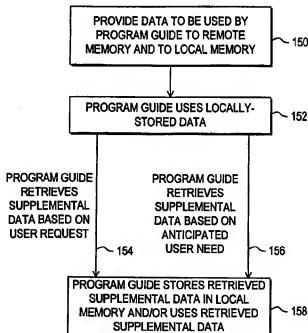 PROVIDE DATA TO BE USED BY
PROGRAM GUIDE TO REMOTE
MEMORY AND TO LOCAL MEMORY
150
PROGRAM GUIDE USES LOCALLY-
STORED DATA
152
PROGRAM GUIDE
RETRIEVES
SUPPLEMENTAL
DATA BASED ON
USER REQUEST
154
PROGRAM GUIDE
RETRIEVES
SUPPLEMENTAL
DATA BASED ON
ANTICIPATED
USER NEED
156
PROGRAM GUIDE STORES RETRIEVED
SUPPLEMENTAL DATA IN LOCAL
MEMORY AND/OR USES RETRIEVED
SUPPLEMENTAL DATA
158